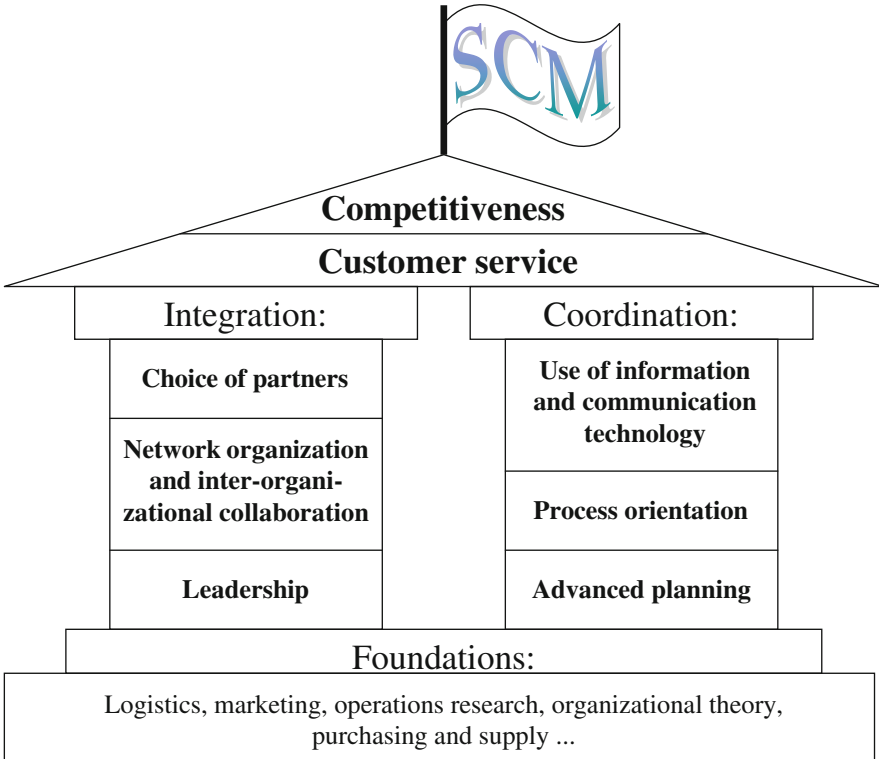 SCM
Competitiveness
Customer service
Integration:
Choice of partners
Network organization
and inter-organi-
zational collaboration
Leadership
Coordination:
Use of information
and communication
technology
Process orientation
Advanced planning
Foundations:
Logistics, marketing, operations research, organizational theory,
purchasing and supply ...